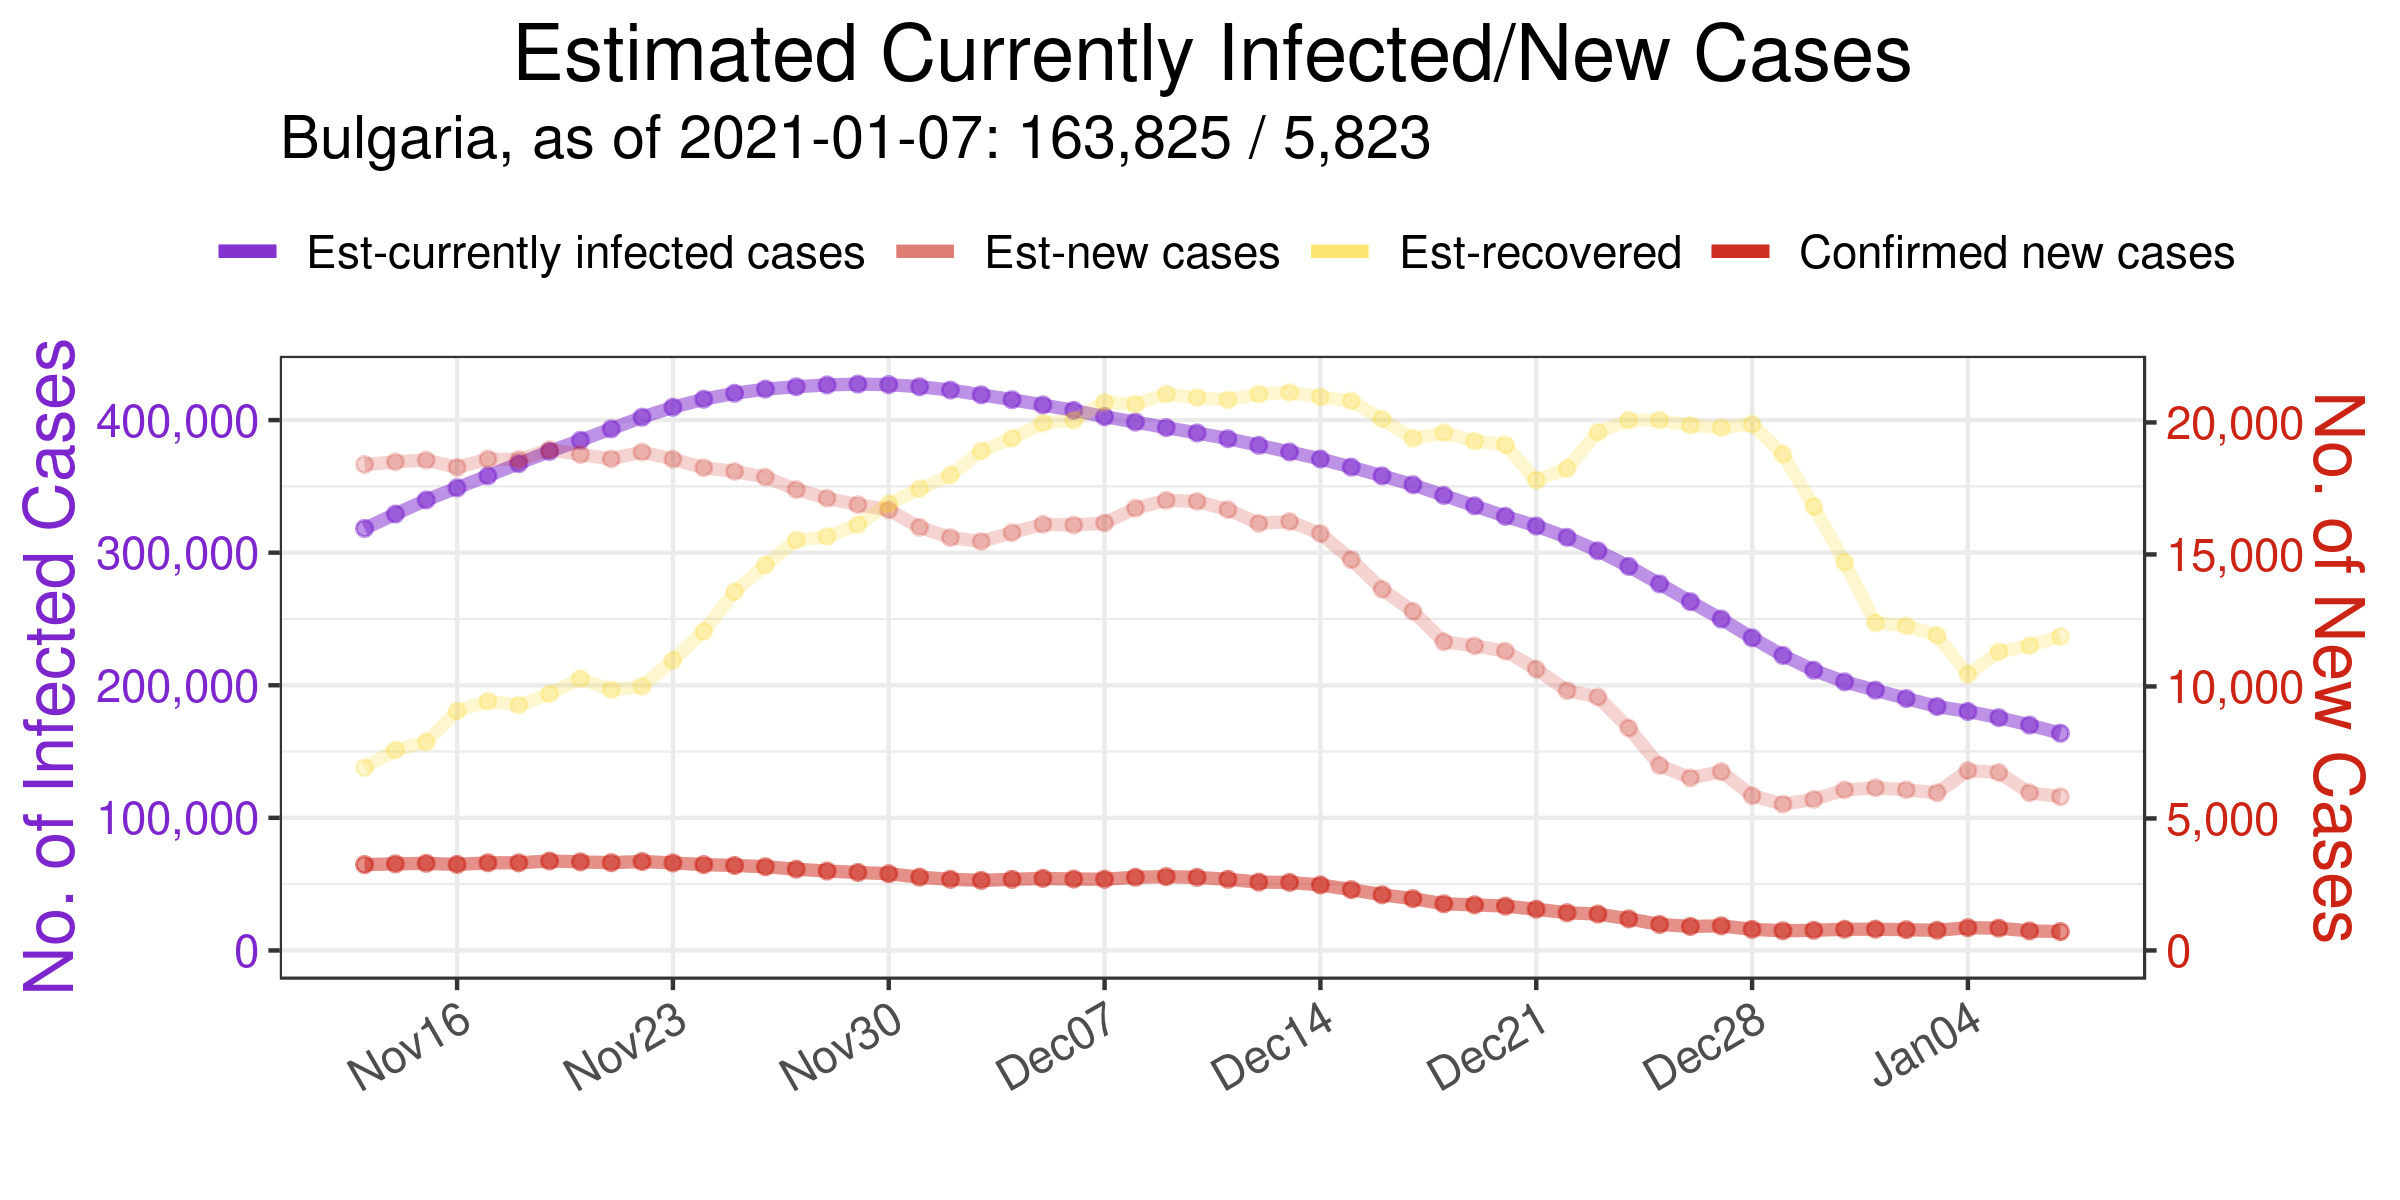 Estimated Currently Infected/New Cases
Bulgaria, as of 2021-01-07: 163,825 / 5,823
Est-currently infected cases Est-new cases Est-recovered Confirmed new cases
No. of Infected Cases
400,000
300,000
200,000
100,000
0
20,000
15,000
10,000
5,000
0
No. of New Cases
Nov16 Nov23 Nov30 Dec07 Dec14 Dec21 Dec28 Jan04